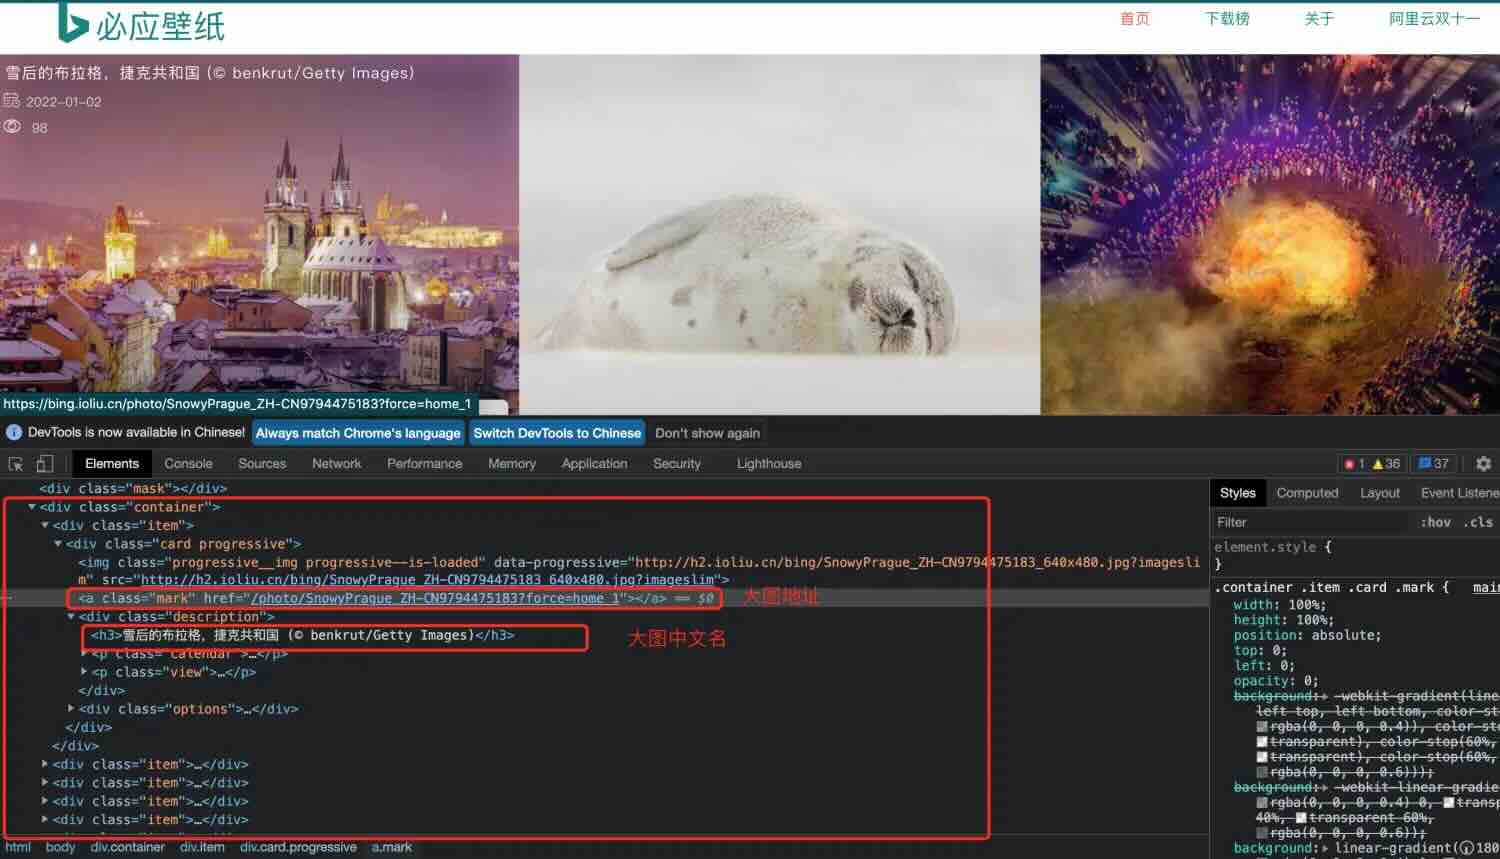 必应壁纸
首页 下载榜 关于 阿里云双十一
雪后的布拉格，捷克共和国 (© benkrut/Getty Images)
2022-01-02
98
https://bing.ioliu.cn/photo/SnowyPrague_ZH-CN9794475183?force=home_1
DevTools is now available in Chinese! Always match Chrome's language Switch DevTools to Chinese Don't show again
Elements Console Sources Network Performance Memory Application Security Lighthouse 1 36 37
<div class="mask"></div>
<div class="container">
<div class="item">
<div class="card progressive">
<img class="progressive__img progressive--is-loaded" data-progressive="http://h2.ioliu.cn/bing/SnowyPrague_ZH-CN9794475183_640x480.jpg?imagesli
m" src="http://h2.ioliu.cn/bing/SnowyPrague_ZH-CN9794475183_640x480.jpg?imageslim">
<a class="mark" href="/photo/SnowyPrague_ZH-CN9794475183?force=home_1"></a> == $0 大图地址
<div class="description">
<h3>雪后的布拉格，捷克共和国 (© benkrut/Getty Images)</h3> 大图中文名
<p class="calendar">…</p>
<p class="view">…</p>
</div>
<div class="options">…</div>
</div>
</div>
<div class="item">…</div>
<div class="item">…</div>
<div class="item">…</div>
<div class="item">…</div>
html body div.container div.item div.card.progressive a.mark
Styles Computed Layout Event Listene
Filter :hov .cls
element.style {
}
.container .item .card .mark { main
width: 100%;
height: 100%;
position: absolute;
top: 0;
left: 0;
opacity: 0;
background: -webkit-gradient(line
left top, left bottom, color-st
rgba(0, 0, 0, 0.4)), color-st
transparent), color-stop(60%,
transparent), color-stop(60%,
rgba(0, 0, 0, 0.6)));
background: -webkit-linear-gradie
rgba(0, 0, 0, 0.4) 0, transp
40%, transparent 60%,
rgba(0, 0, 0, 0.6));
background: linear-gradient(180